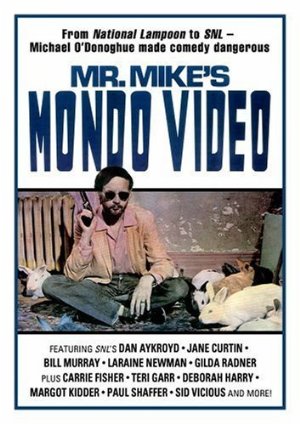 From National Lampoon to SNL –
Michael O'Donoghue made comedy dangerous
MR. MIKE'S
MONDO VIDEO
FEATURING SNL'S DAN AYKROYD • JANE CURTIN •
BILL MURRAY • LARAINE NEWMAN • GILDA RADNER
PLUS CARRIE FISHER • TERI GARR • DEBORAH HARRY •
MARGOT KIDDER • PAUL SHAFFER • SID VICIOUS AND MORE!